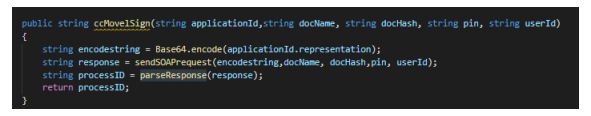 public string ccMovelSign(string applicationId,string docName, string docHash, string pin, string userId)
{
string encodestring = Base64.encode(applicationId.representation);
string response = sendSOAPrequest(encodestring,docName, docHash,pin, userId);
string processID = parseResponse(response);
return processID;
}